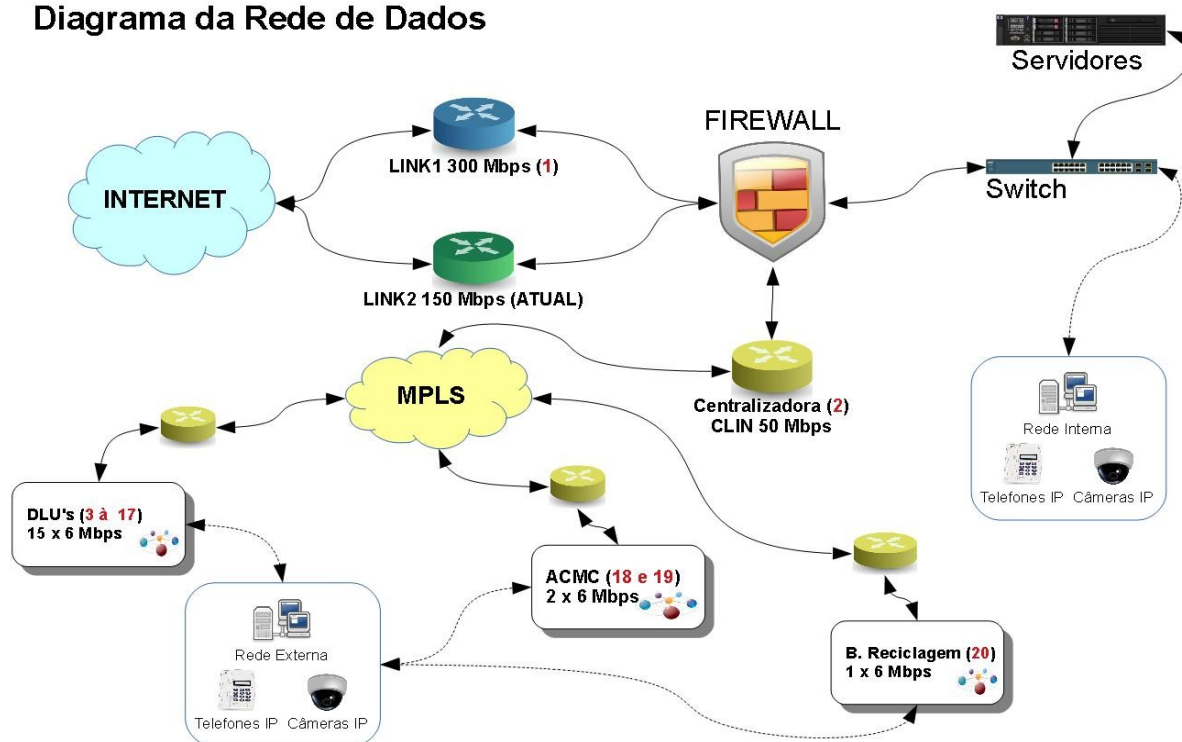 Diagrama da Rede de Dados
Servidores
FIREWALL
LINK1 300 Mbps (1)
INTERNET
Switch
LINK2 150 Mbps (ATUAL)
MPLS
Centralizadora (2)
CLIN 50 Mbps
Rede Interna
Telefones IP
Câmeras IP
DLU's (3 à 17)
15 x 6 Mbps
ACMC (18 e 19)
2 x 6 Mbps
B. Reciclagem (20)
1 x 6 Mbps
Rede Externa
Telefones IP
Câmeras IP